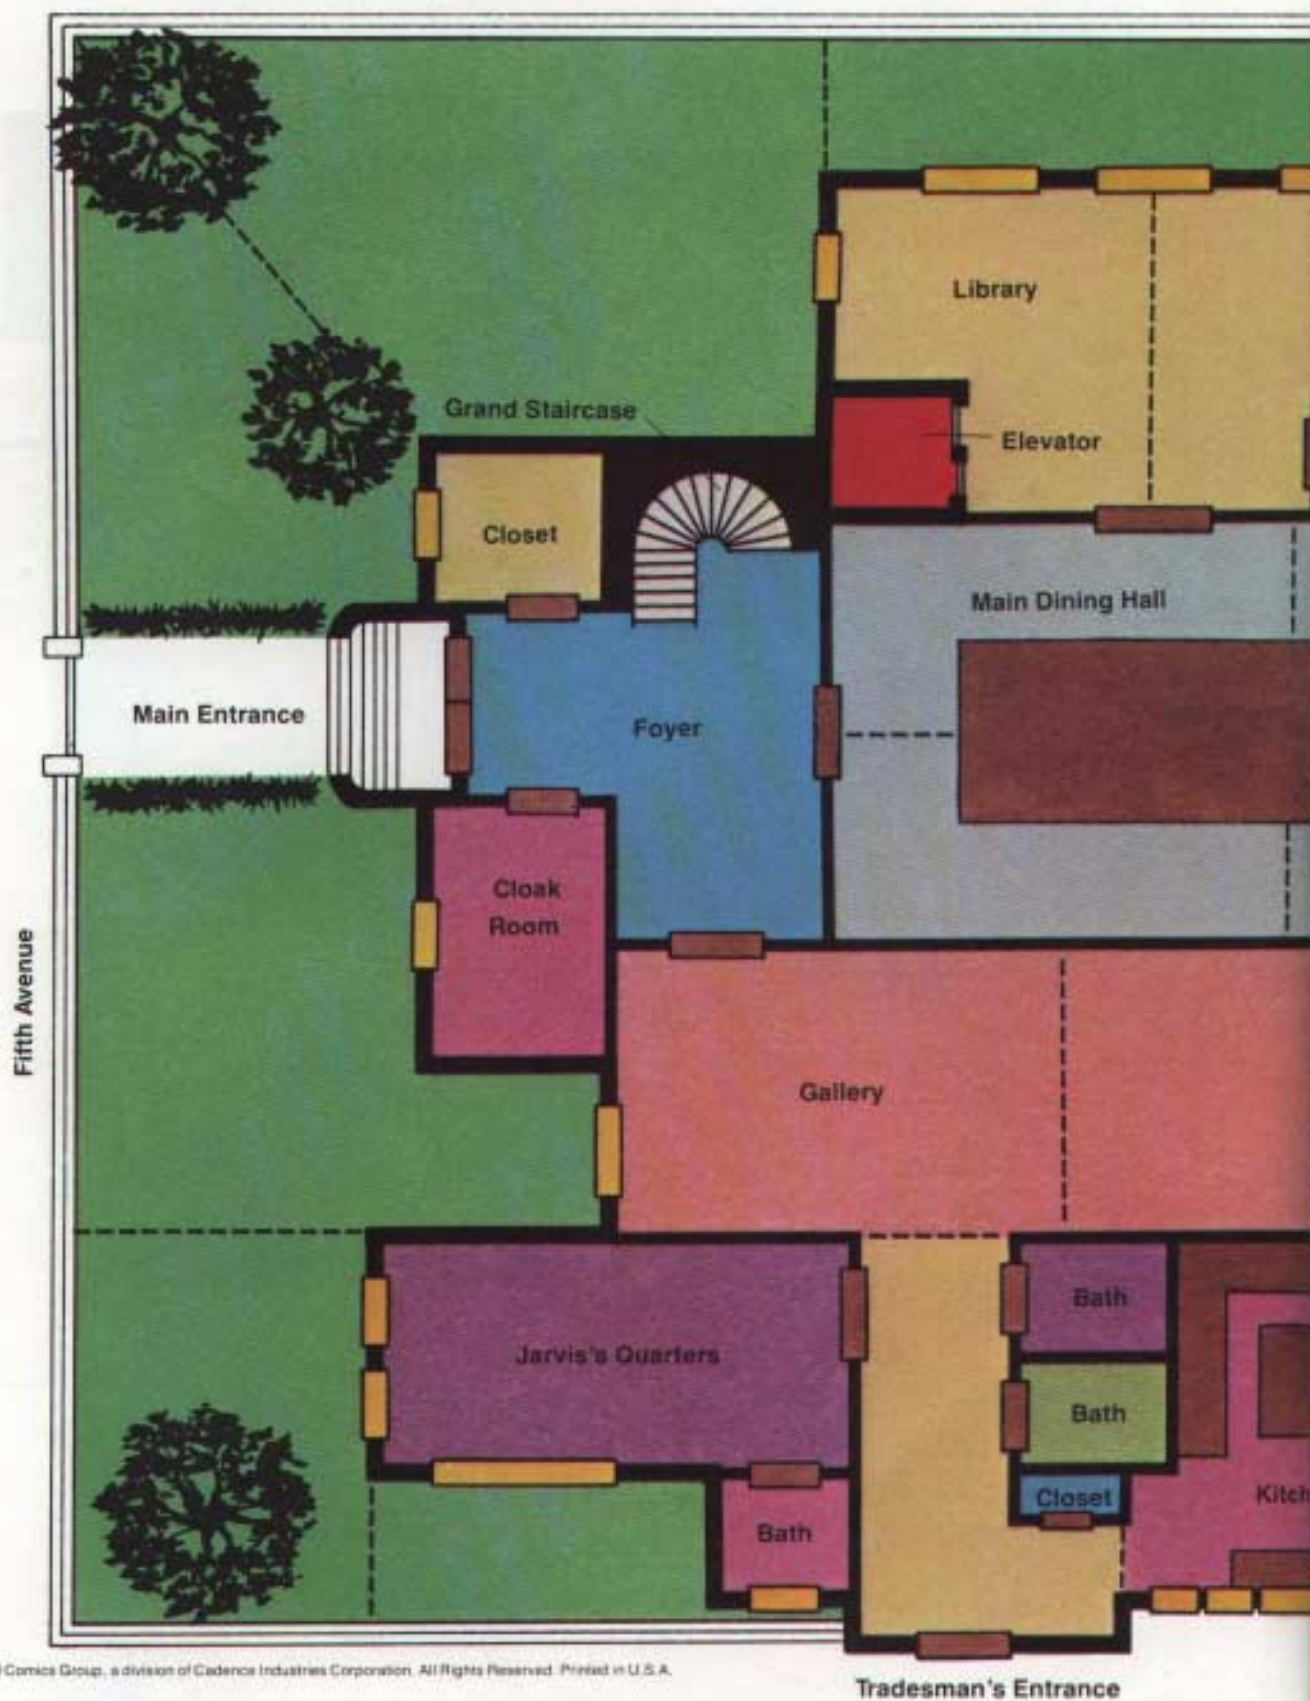 Library
Grand Staircase
Elevator
Closet
Main Dining Hall
Main Entrance
Foyer
Cloak
Room
Fifth Avenue
Gallery
Bath
Jarvis's Quarters
Bath
Closet
Kitch
Bath
Comics Group, a division of Cadence Industries Corporation. All Rights Reserved. Printed in U.S.A.
Tradesman's Entrance